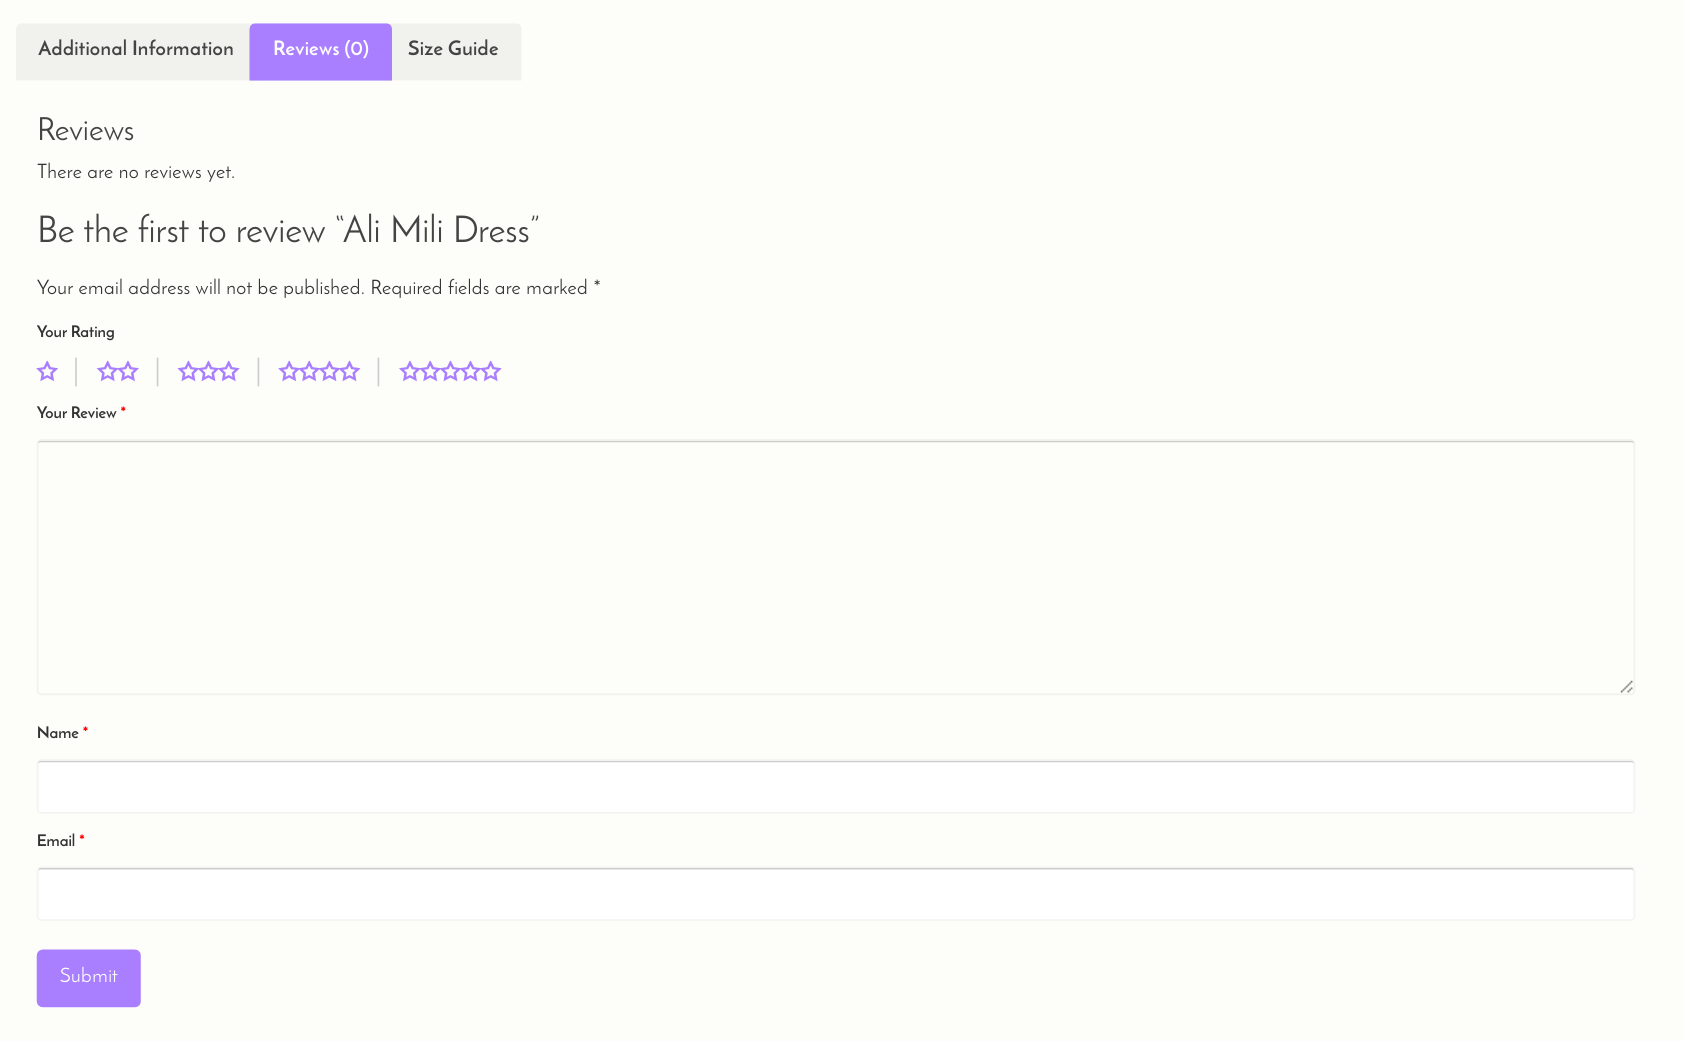 Additional Information Reviews (0) Size Guide
Reviews
There are no reviews yet.
Be the first to review “Ali Mili Dress”
Your email address will not be published. Required fields are marked *
Your Rating
Your Review *
Name *
Email *
Submit